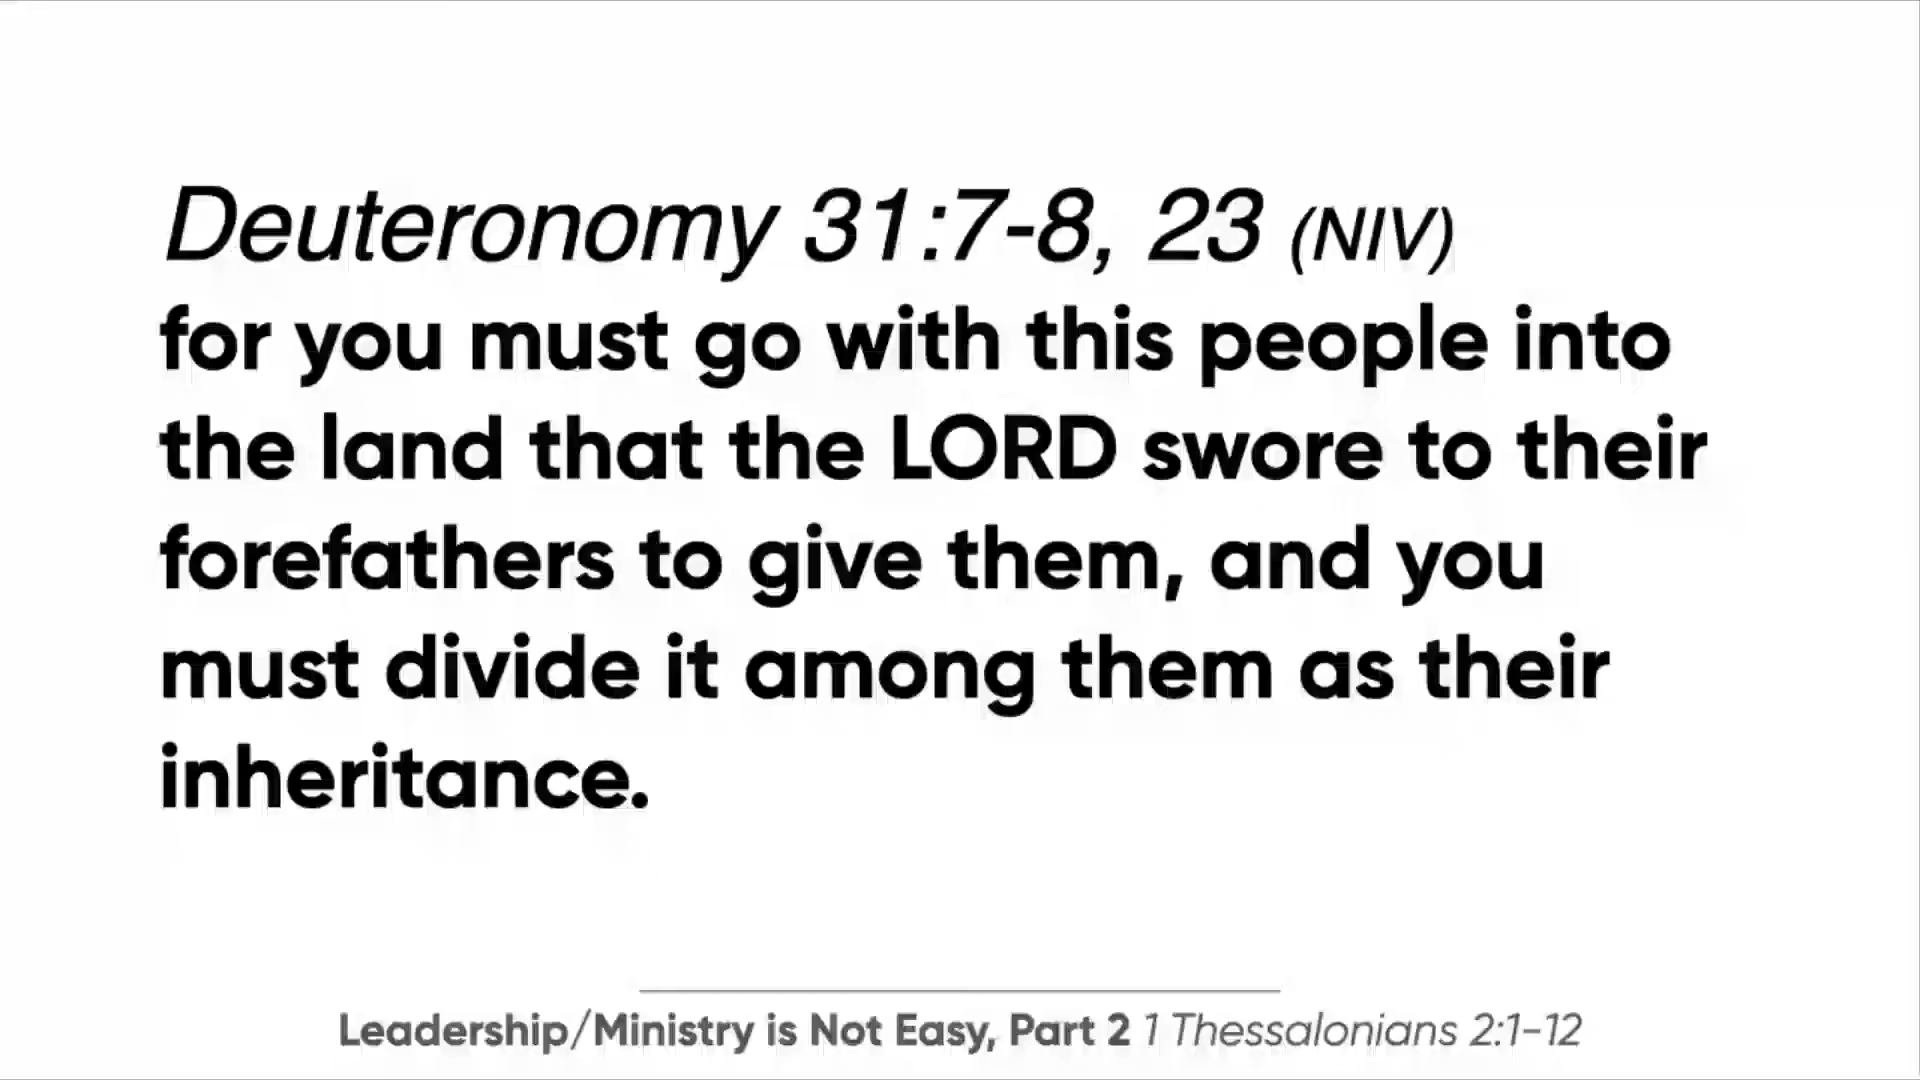 Deuteronomy 31:7-8, 23 (NIV)
for you must go with this people into
the land that the LORD swore to their
forefathers to give them, and you
must divide it among them as their
inheritance.
Leadership/Ministry is Not Easy, Part 2 1 Thessalonians 2:1-12